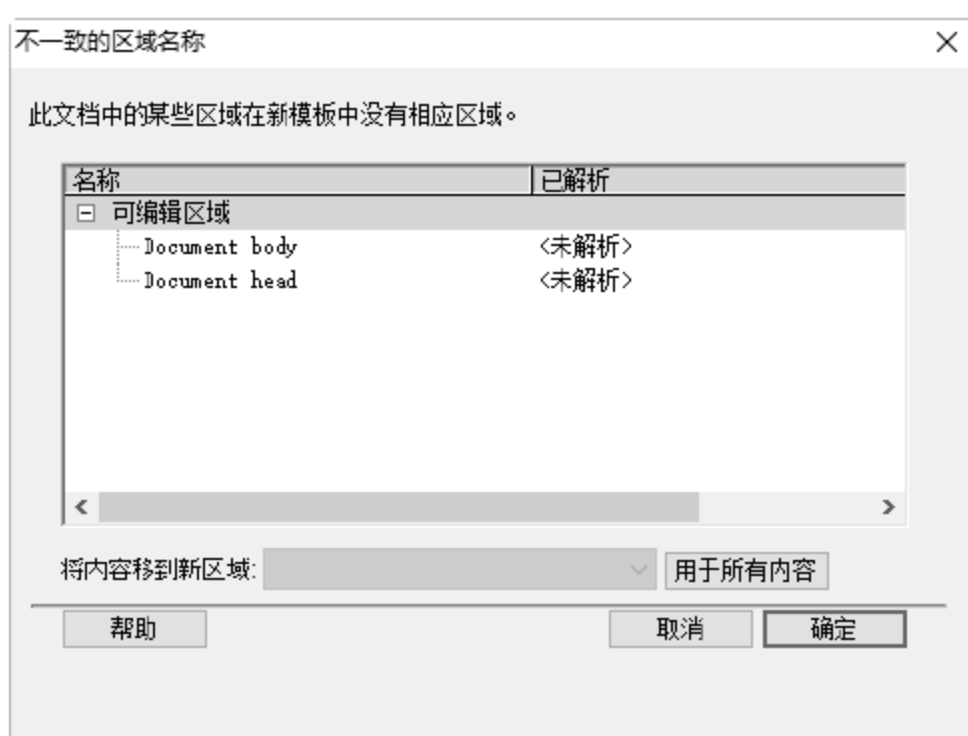 不一致的区域名称
此文档中的某些区域在新模板中没有相应区域。
名称 已解析
可编辑区域
Document body <未解析>
Document head <未解析>
将内容移到新区域: 用于所有内容
帮助 取消 确定